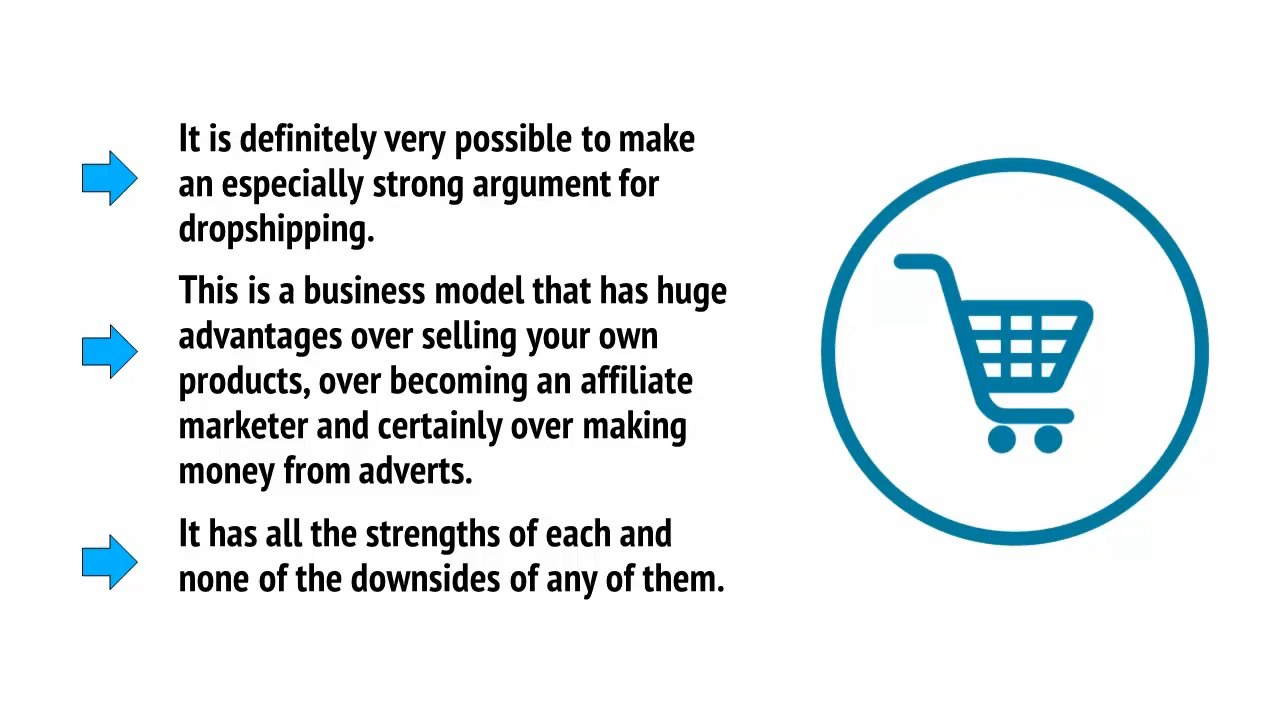 It is definitely very possible to make
an especially strong argument for
dropshipping.
This is a business model that has huge
advantages over selling your own
products, over becoming an affiliate
marketer and certainly over making
money from adverts.
It has all the strengths of each and
none of the downsides of any of them.